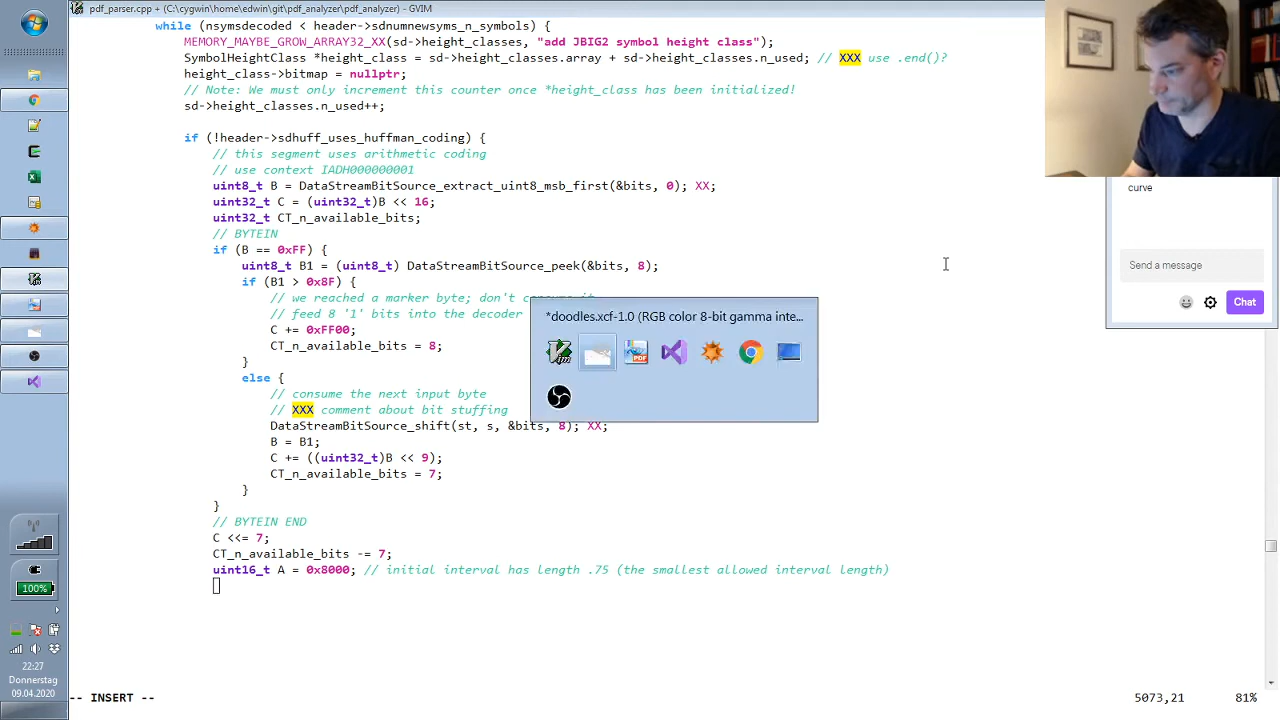 pdf_parser.cpp + (C:\cygwin\home\edwin\git\pdf_analyzer\pdf_analyzer) - GVIM
while (nsymsdecoded < header->sdnumnewsyms_n_symbols) {
MEMORY_MAYBE_GROW_ARRAY32_XX(sd->height_classes, "add JBIG2 symbol height class");
SymbolHeightClass *height_class = sd->height_classes.array + sd->height_classes.n_used; // XXX use .end()?
height_class->bitmap = nullptr;
// Note: We must only increment this counter once *height_class has been initialized!
sd->height_classes.n_used++;
if (!header->sdhuff_uses_huffman_coding) {
// this segment uses arithmetic coding
// use context IADH000000001
uint8_t B = DataStreamBitSource_extract_uint8_msb_first(&bits, 0); XX;
uint32_t C = (uint32_t)B << 16;
uint32_t CT_n_available_bits;
// BYTEIN
if (B == 0xFF) {
uint8_t B1 = (uint8_t) DataStreamBitSource_peek(&bits, 8);
if (B1 > 0x8F) {
// we reached a marker byte; don't consume it
// feed 8 '1' bits into the decoder
C += 0xFF00;
CT_n_available_bits = 8;
}
else {
// consume the next input byte
// XXX comment about bit stuffing
DataStreamBitSource_shift(st, s, &bits, 8); XX;
B = B1;
C += ((uint32_t)B << 9);
CT_n_available_bits = 7;
}
}
// BYTEIN END
C <<= 7;
CT_n_available_bits -= 7;
uint16_t A = 0x8000; // initial interval has length .75 (the smallest allowed interval length)
*doodles.xcf-1.0 (RGB color 8-bit gamma inte...
PDF
curve
Send a message
Chat
100%
22:27
Donnerstag
09.04.2020
-- INSERT --
5073,21
81%